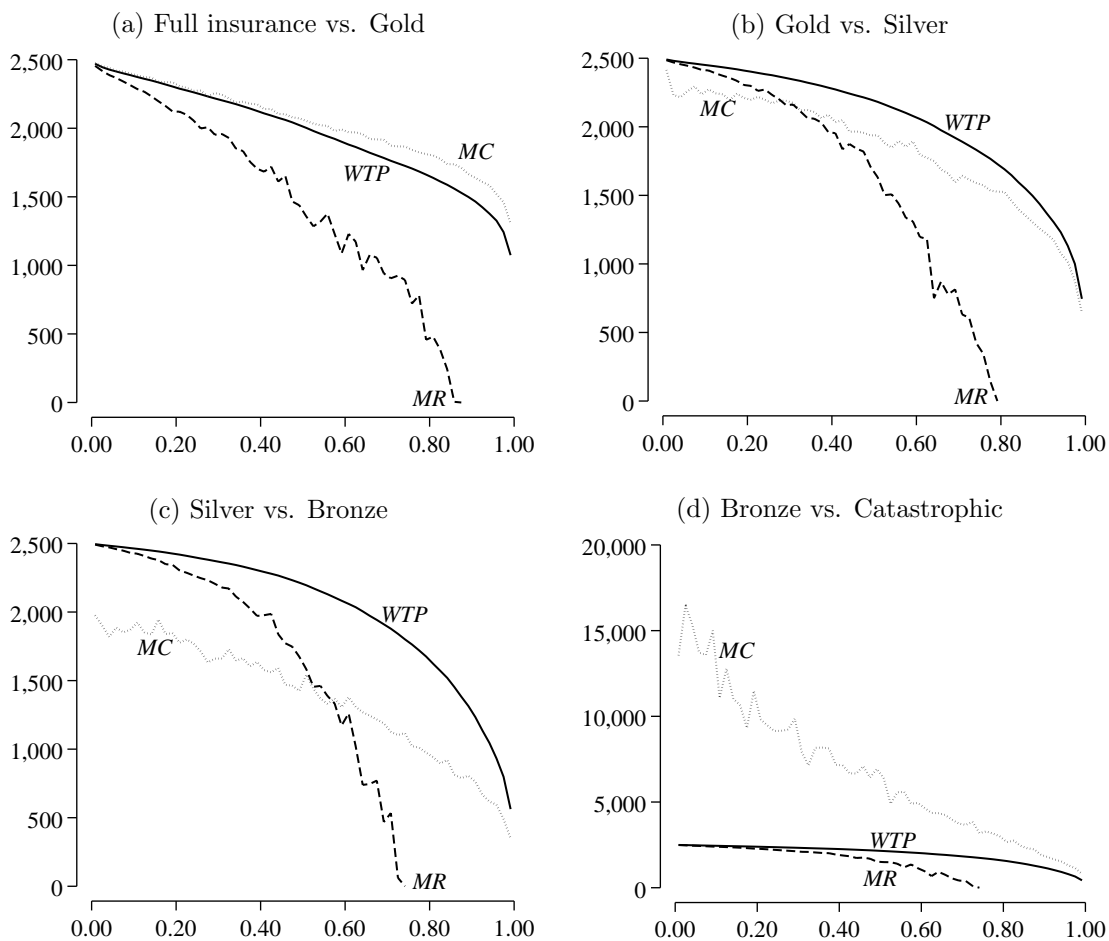 (a) Full insurance vs. Gold
2,500
2,000
1,500
1,000
500
0
MC
WTP
MR
0.00 0.20 0.40 0.60 0.80 1.00
(b) Gold vs. Silver
2,500
2,000
1,500
1,000
500
0
MC
WTP
MR
0.00 0.20 0.40 0.60 0.80 1.00
(c) Silver vs. Bronze
2,500
2,000
1,500
1,000
500
0
WTP
MC
MR
0.00 0.20 0.40 0.60 0.80 1.00
(d) Bronze vs. Catastrophic
20,000
15,000
10,000
5,000
0
MC
WTP
MR
0.00 0.20 0.40 0.60 0.80 1.00